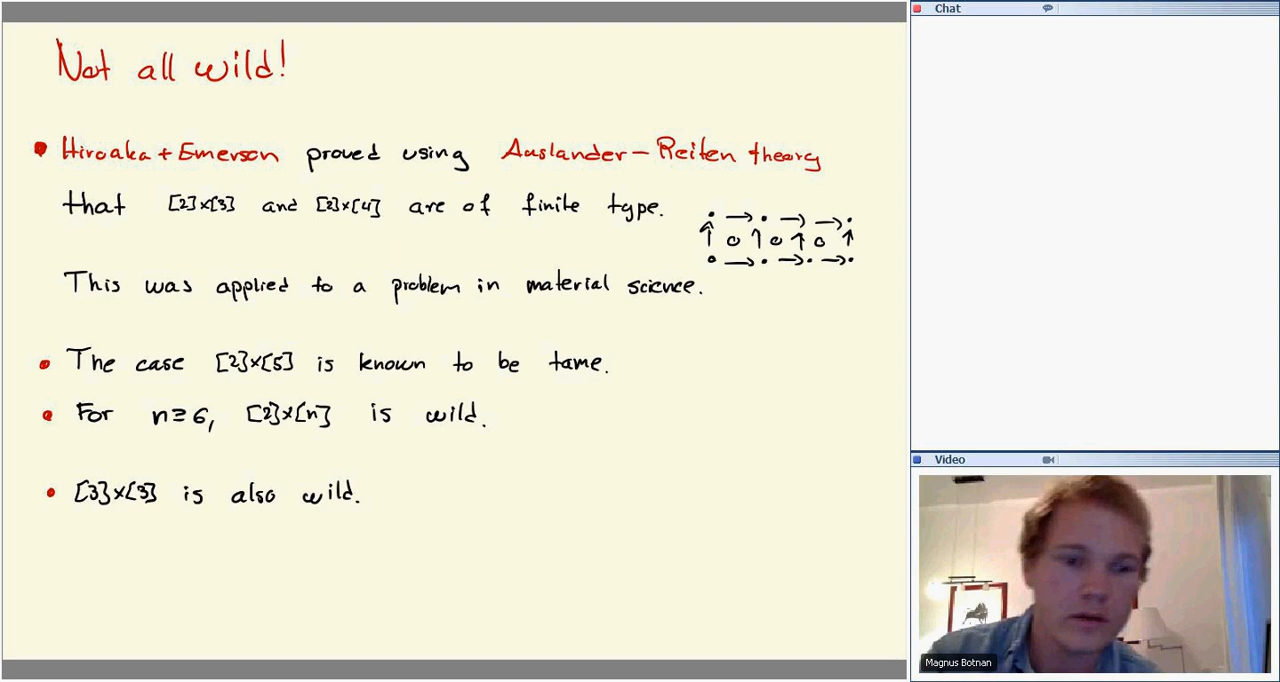 Not all wild!
• Hiroaka + Emerson proved using Auslander - Reiten theory
that [2]×[3] and [2]×[4] are of finite type.
This was applied to a problem in material science.
• The case [2]×[5] is known to be tame.
• For n≥6, [2]×[n] is wild.
• [3]×[3] is also wild.
Chat
Video
Magnus Botnan